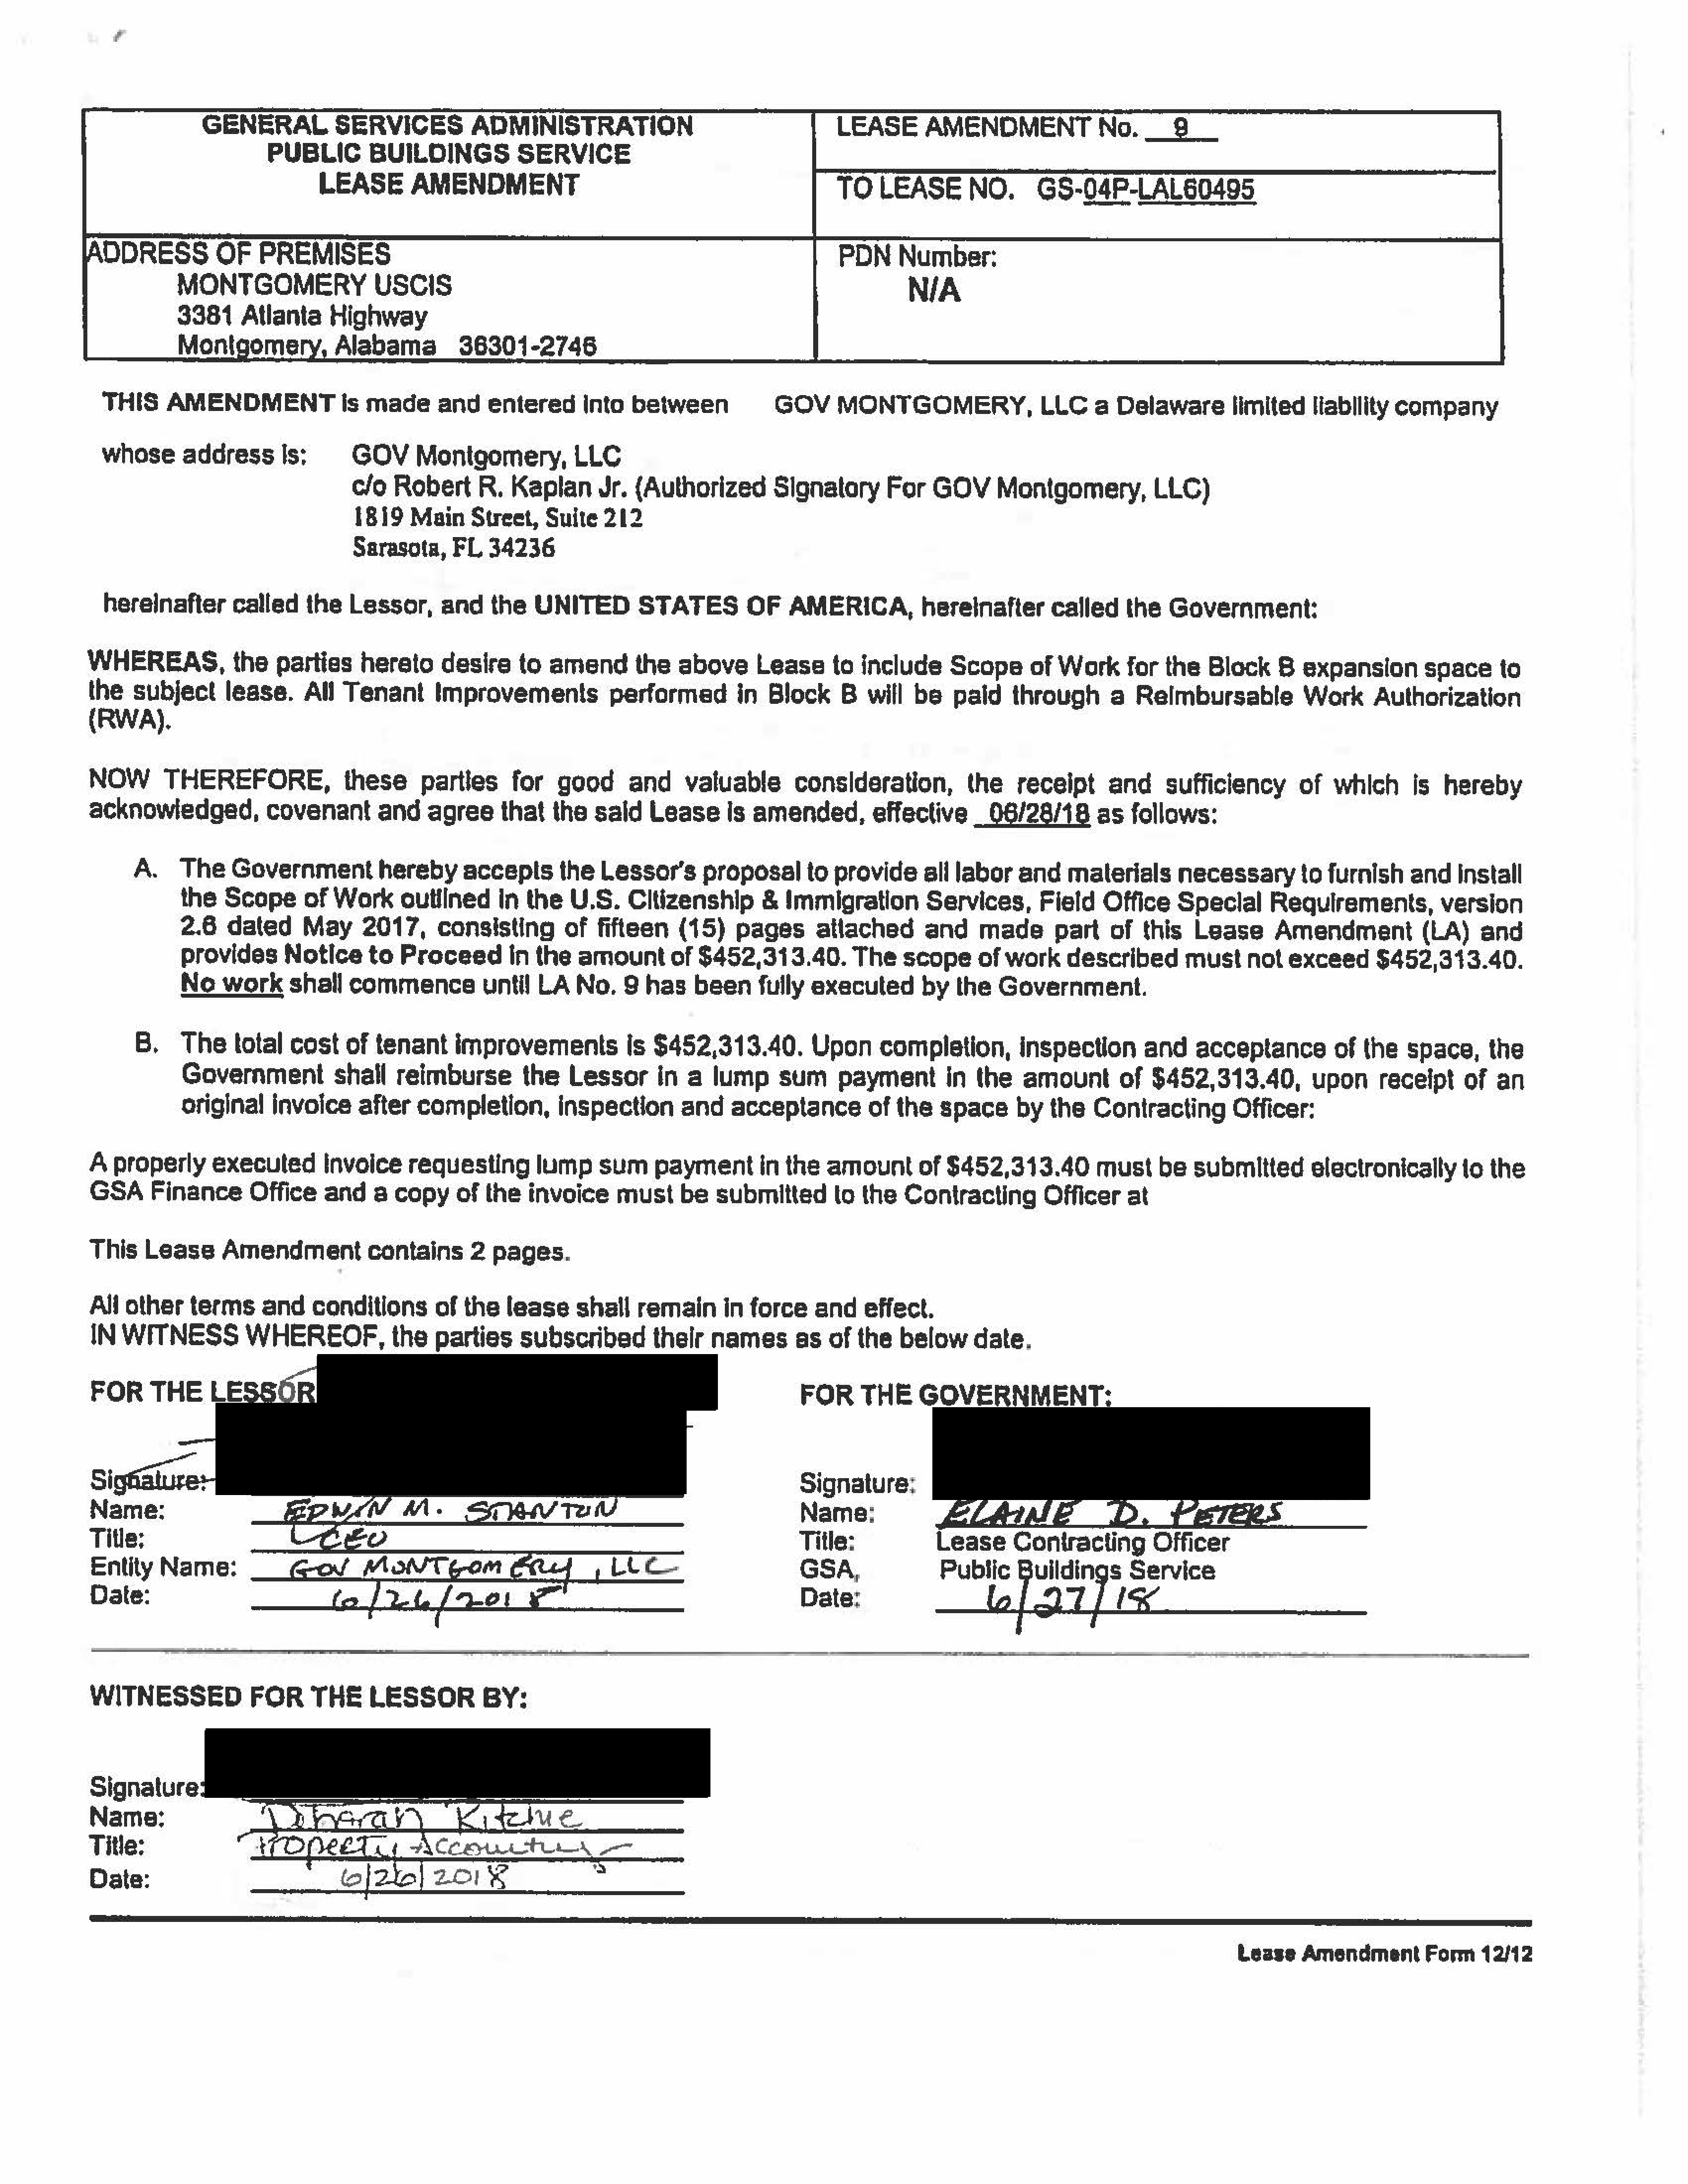 GENERAL SERVICES ADMINISTRATION
PUBLIC BUILDINGS SERVICE
LEASE AMENDMENT
LEASE AMENDMENT No. 9
TO LEASE NO. GS-04P-LAL60495
ADDRESS OF PREMISES
MONTGOMERY USCIS
3381 Atlanta Highway
Montgomery, Alabama 36301-2746
PDN Number:
N/A
THIS AMENDMENT is made and entered into between GOV MONTGOMERY, LLC a Delaware limited liability company
whose address is: GOV Montgomery, LLC
c/o Robert R. Kaplan Jr. (Authorized Signatory For GOV Montgomery, LLC)
1819 Main Street, Suite 212
Sarasota, FL 34236
hereinafter called the Lessor, and the UNITED STATES OF AMERICA, hereinafter called the Government:
WHEREAS, the parties hereto desire to amend the above Lease to include Scope of Work for the Block B expansion space to
the subject lease. All Tenant Improvements performed in Block B will be paid through a Reimbursable Work Authorization
(RWA).
NOW THEREFORE, these parties for good and valuable consideration, the receipt and sufficiency of which is hereby
acknowledged, covenant and agree that the said Lease is amended, effective 06/28/18 as follows:
A. The Government hereby accepts the Lessor's proposal to provide all labor and materials necessary to furnish and install
the Scope of Work outlined in the U.S. Citizenship & Immigration Services, Field Office Special Requirements, version
2.6 dated May 2017, consisting of fifteen (15) pages attached and made part of this Lease Amendment (LA) and
provides Notice to Proceed in the amount of $452,313.40. The scope of work described must not exceed $452,313.40.
No work shall commence until LA No. 9 has been fully executed by the Government.
B. The total cost of tenant improvements is $452,313.40. Upon completion, inspection and acceptance of the space, the
Government shall reimburse the Lessor in a lump sum payment in the amount of $452,313.40, upon receipt of an
original invoice after completion, inspection and acceptance of the space by the Contracting Officer:
A properly executed invoice requesting lump sum payment in the amount of $452,313.40 must be submitted electronically to the
GSA Finance Office and a copy of the invoice must be submitted to the Contracting Officer at
This Lease Amendment contains 2 pages.
All other terms and conditions of the lease shall remain in force and effect.
IN WITNESS WHEREOF, the parties subscribed their names as of the below date.
FOR THE LESSOR
Signature:
Name: EDWIN M. STANTON
Title: CEO
Entity Name: GOV MONTGOMERY, LLC
Date: 6/26/2018
FOR THE GOVERNMENT:
Signature:
Name: ELAINE D. PETERS
Title: Lease Contracting Officer
GSA, Public Buildings Service
Date: 6/27/18
WITNESSED FOR THE LESSOR BY:
Signature:
Name:
Title: Property
Date: 6/26/2018
Lease Amendment Form 12/12